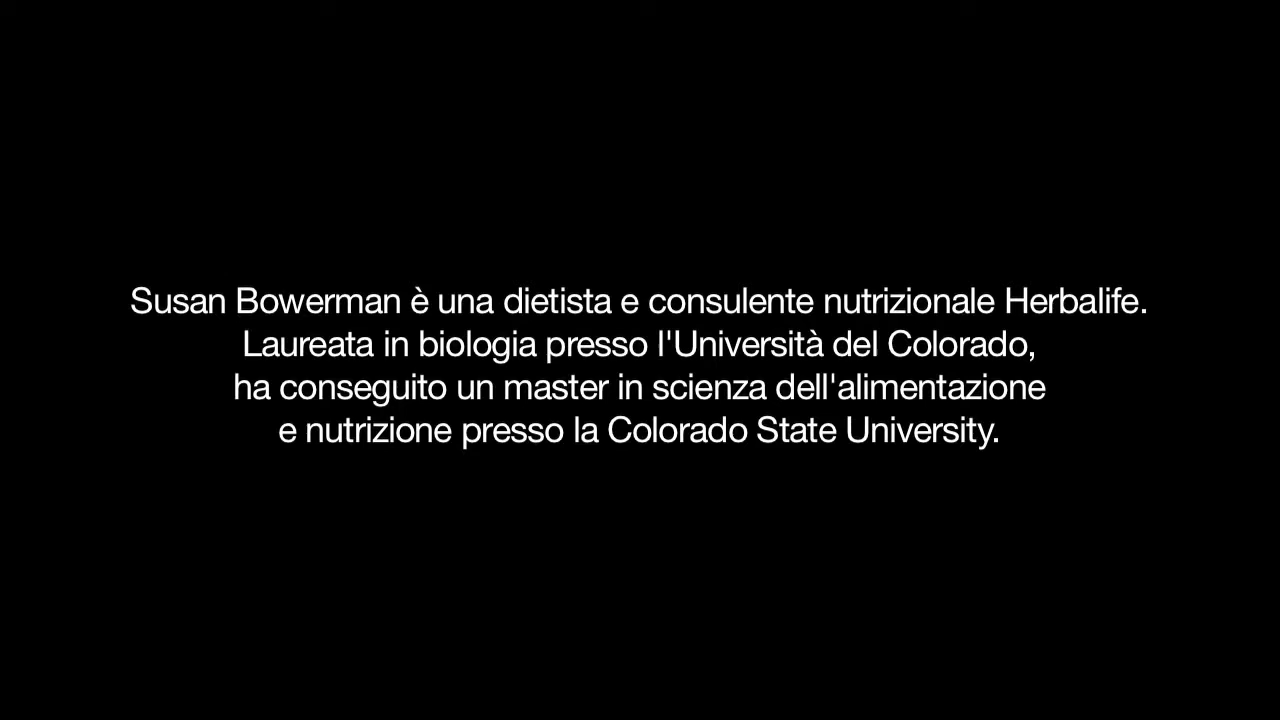 Susan Bowerman è una dietista e consulente nutrizionale Herbalife.
Laureata in biologia presso l'Università del Colorado,
ha conseguito un master in scienza dell'alimentazione
e nutrizione presso la Colorado State University.